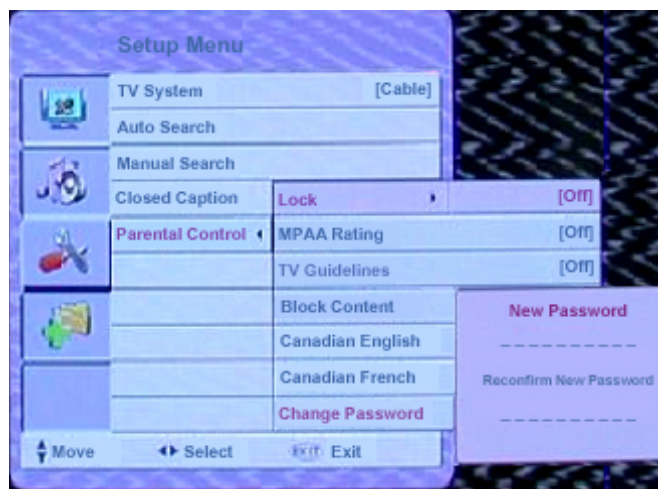 Setup Menu
TV System [Cable]
Auto Search
Manual Search
Closed Caption
Parental Control
Lock [Off]
MPAA Rating [Off]
TV Guidelines [Off]
Block Content
Canadian English
Canadian French
Change Password
New Password
Reconfirm New Password
Move Select EXIT Exit